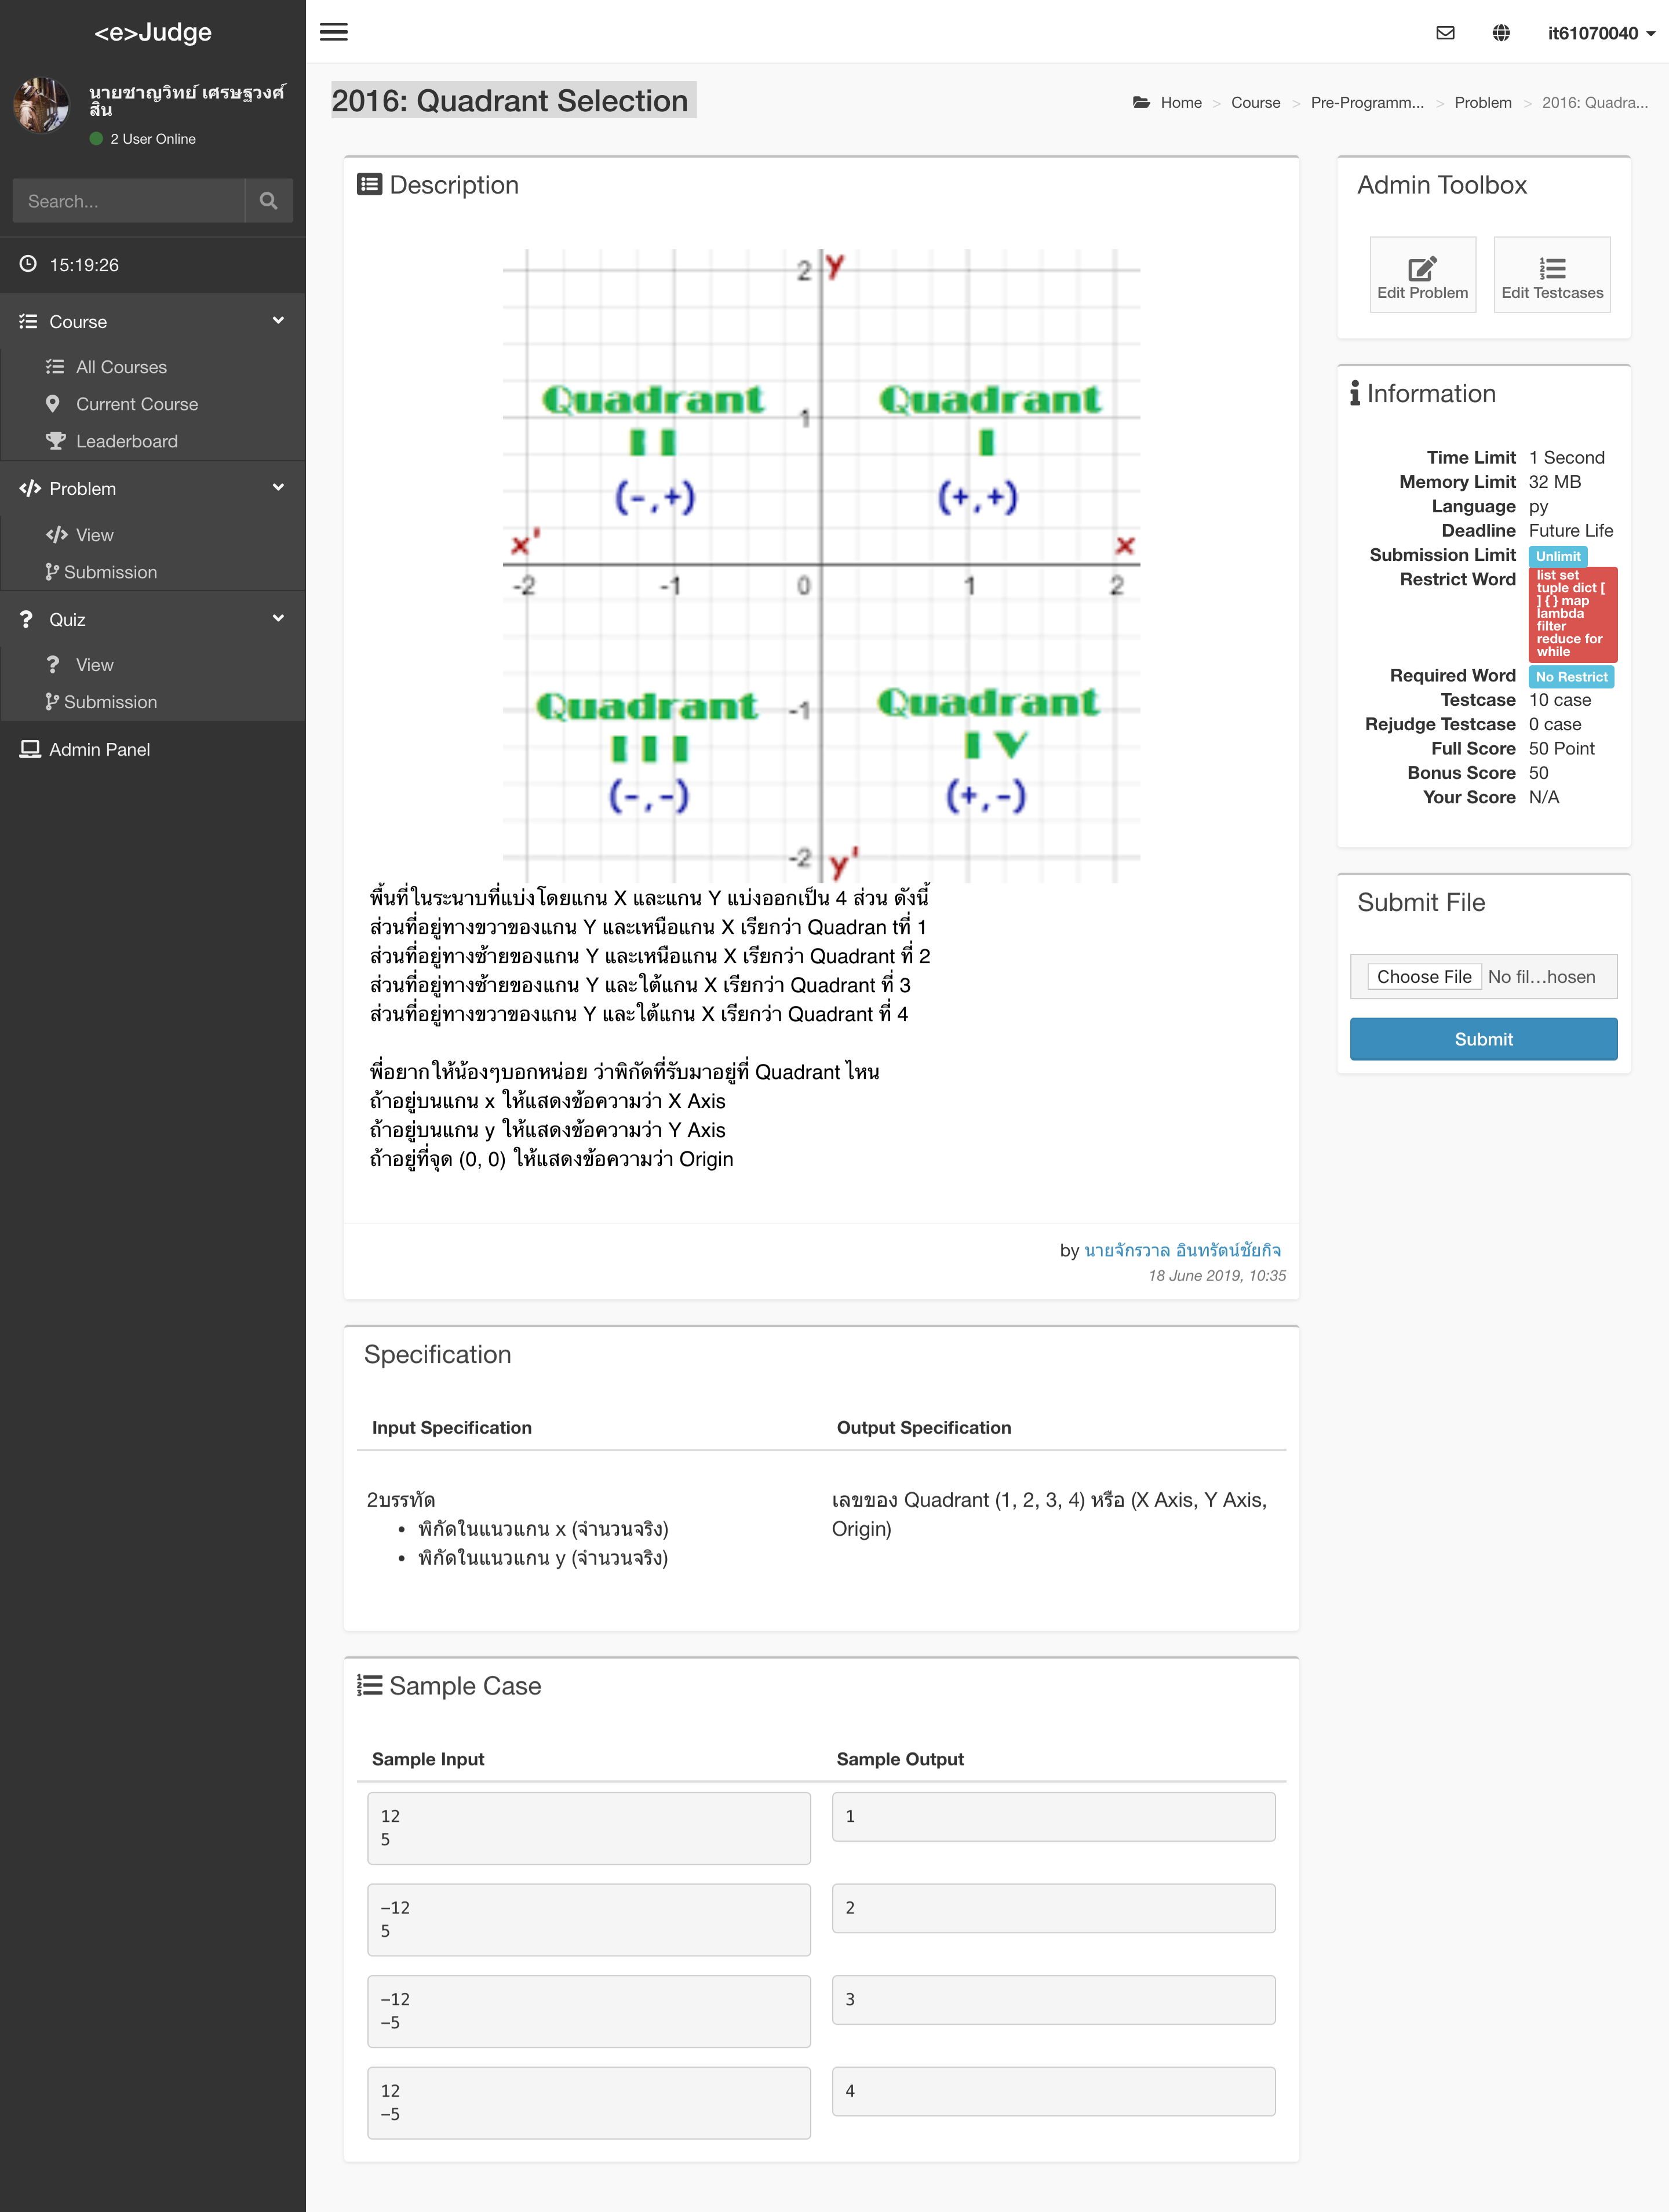 <e>Judge
นายชาญวิทย์ เศรษฐวงศ์
สิน
2 User Online
Search...
15:19:26
Course
All Courses
Current Course
Leaderboard
Problem
View
Submission
Quiz
View
Submission
Admin Panel
it61070040
2016: Quadrant Selection
Home > Course > Pre-Programm... > Problem > 2016: Quadra...
Description
2 y
Quadrant Quadrant
1
II I
(-,+) (+,+)
x' x
-2 -1 0 1 2
Quadrant -1 Quadrant
III IV
(-,-) (+,-)
-2 y'
พื้นที่ในระนาบที่แบ่งโดยแกน X และแกน Y แบ่งออกเป็น 4 ส่วน ดังนี้
ส่วนที่อยู่ทางขวาของแกน Y และเหนือแกน X เรียกว่า Quadran tที่ 1
ส่วนที่อยู่ทางซ้ายของแกน Y และเหนือแกน X เรียกว่า Quadrant ที่ 2
ส่วนที่อยู่ทางซ้ายของแกน Y และใต้แกน X เรียกว่า Quadrant ที่ 3
ส่วนที่อยู่ทางขวาของแกน Y และใต้แกน X เรียกว่า Quadrant ที่ 4
พี่อยากให้น้องๆบอกหน่อย ว่าพิกัดที่รับมาอยู่ที่ Quadrant ไหน
ถ้าอยู่บนแกน x ให้แสดงข้อความว่า X Axis
ถ้าอยู่บนแกน y ให้แสดงข้อความว่า Y Axis
ถ้าอยู่ที่จุด (0, 0) ให้แสดงข้อความว่า Origin
by นายจักรวาล อินทรัตน์ชัยกิจ
18 June 2019, 10:35
Specification
Input Specification Output Specification
2บรรทัด
• พิกัดในแนวแกน x (จำนวนจริง)
• พิกัดในแนวแกน y (จำนวนจริง)
เลขของ Quadrant (1, 2, 3, 4) หรือ (X Axis, Y Axis,
Origin)
Sample Case
Sample Input Sample Output
12
5
1
-12
5
2
-12
-5
3
12
-5
4
Admin Toolbox
Edit Problem Edit Testcases
Information
Time Limit 1 Second
Memory Limit 32 MB
Language py
Deadline Future Life
Submission Limit Unlimit
Restrict Word list set
tuple dict [
] { } map
lambda
filter
reduce for
while
Required Word No Restrict
Testcase 10 case
Rejudge Testcase 0 case
Full Score 50 Point
Bonus Score 50
Your Score N/A
Submit File
Choose File No fil...hosen
Submit